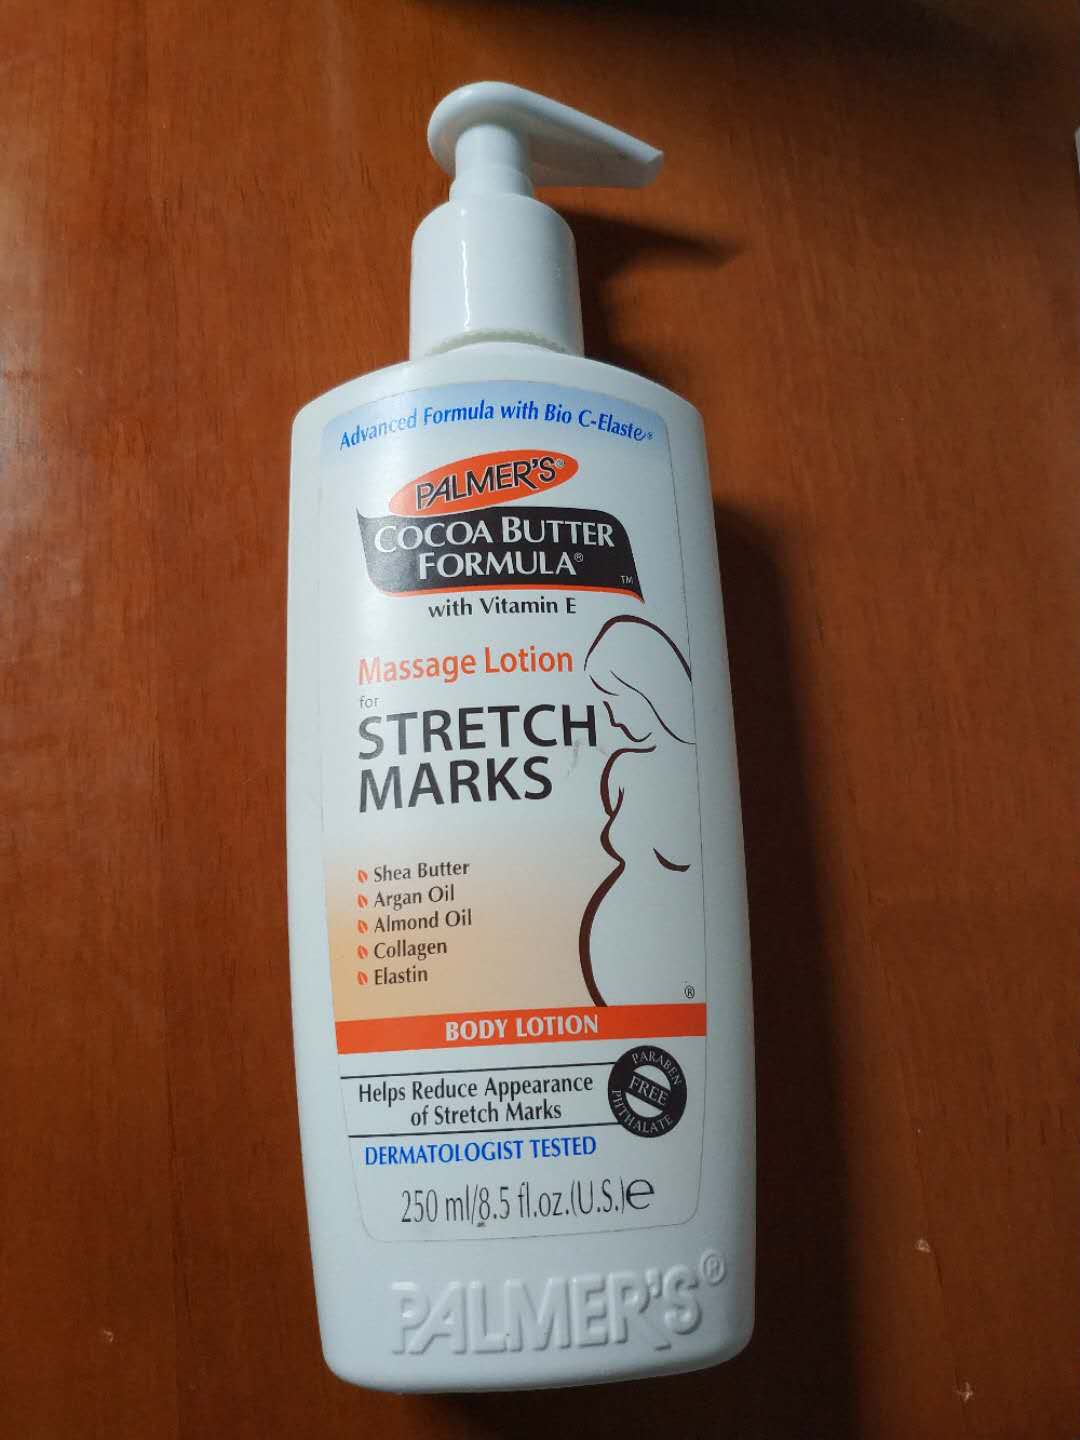 Advanced Formula with Bio C-Elaste®
PALMER'S®
COCOA BUTTER
FORMULA®
TM
with Vitamin E
Massage Lotion
for
STRETCH
MARKS
Shea Butter
Argan Oil
Almond Oil
Collagen
Elastin
®
BODY LOTION
Helps Reduce Appearance
of Stretch Marks
PARABEN
FREE
PHTHALATE
DERMATOLOGIST TESTED
250 ml/8.5 fl.oz.(U.S.)e
PALMER'S®